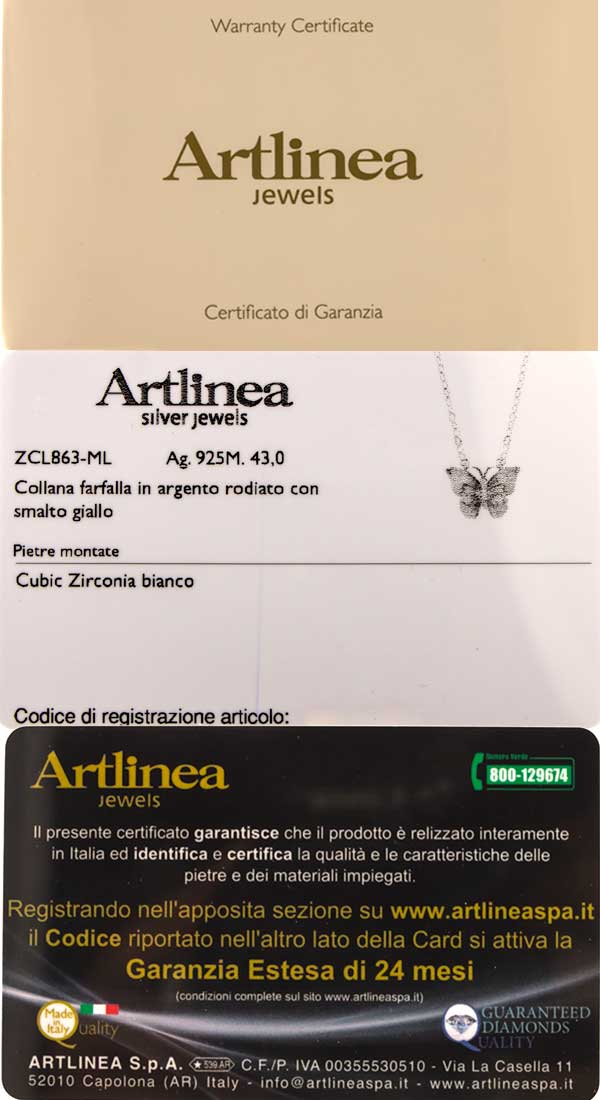 Warranty Certificate
Artlinea
Jewels
Certificato di Garanzia
Artlinea
silver jewels
ZCL863-ML Ag. 925M. 43,0
Collana farfalla in argento rodiato con
smalto giallo
Pietre montate
Cubic Zirconia bianco
Codice di registrazione articolo:
Artlinea
Jewels
Numero Verde
800-129674
Il presente certificato garantisce che il prodotto è relizzato interamente
in Italia ed identifica e certifica la qualità e le caratteristiche delle
pietre e dei materiali impiegati.
Registrando nell'apposita sezione su www.artlineaspa.it
il Codice riportato nell'altro lato della Card si attiva la
Garanzia Estesa di 24 mesi
(condizioni complete sul sito www.artlineaspa.it)
Made
in
Italy
Quality
GUARANTEED
DIAMONDS
QUALITY
ARTLINEA S.p.A. ★ 539 AR C.F./P. IVA 00355530510 - Via La Casella 11
52010 Capolona (AR) Italy - info@artlineaspa.it - www.artlineaspa.it